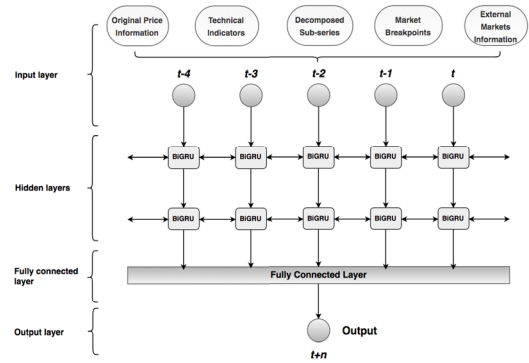 Original Price
Information
Technical
Indicators
Decomposed
Sub-series
Market
Breakpoints
External
Markets
Information
Input layer
t-4
t-3
t-2
t-1
t
BiGRU
BiGRU
BiGRU
BiGRU
BiGRU
Hidden layers
BiGRU
BiGRU
BiGRU
BiGRU
BiGRU
Fully connected
layer
Fully Connected Layer
Output layer
Output
t+n